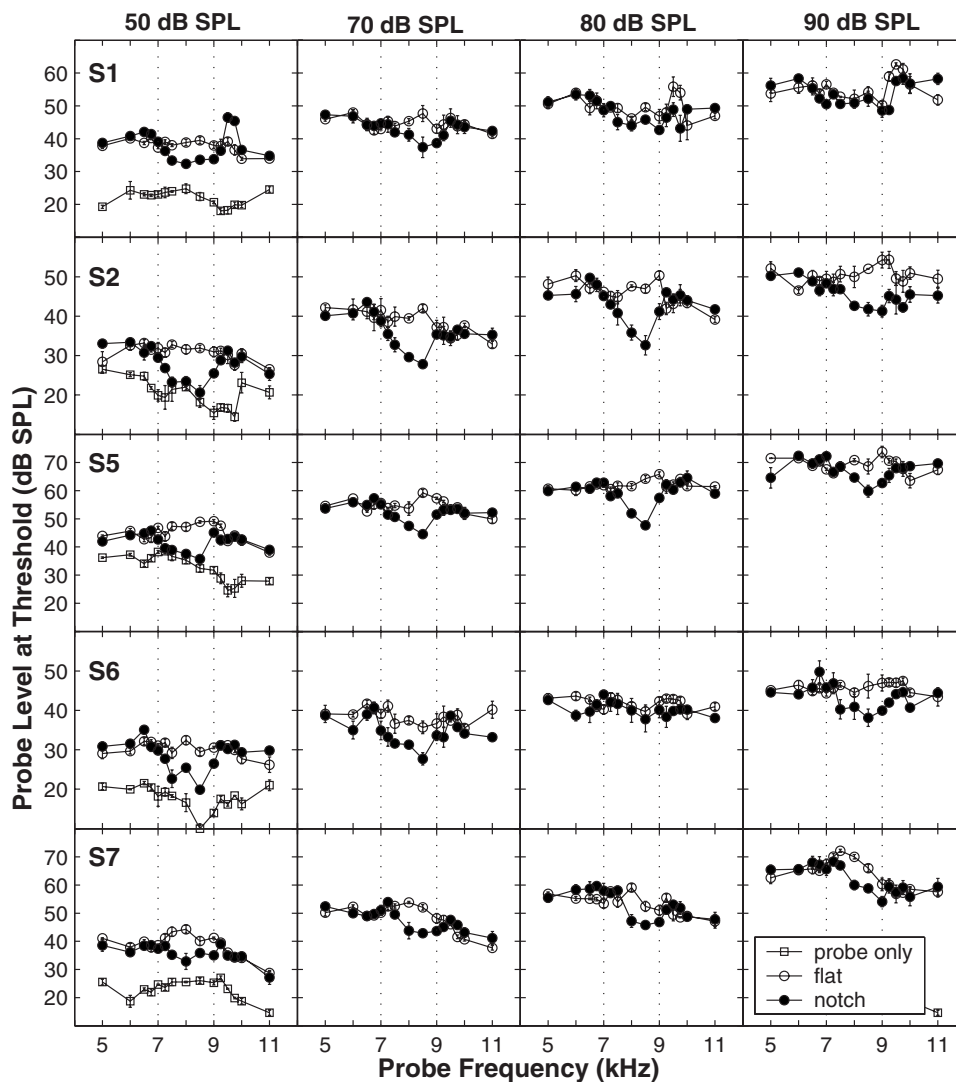 50 dB SPL 70 dB SPL 80 dB SPL 90 dB SPL
S1
60
50
40
30
20
S2
50
40
30
20
S5
70
60
50
40
30
20
S6
50
40
30
20
S7
70
60
50
40
30
20
Probe Level at Threshold (dB SPL)
probe only
flat
notch
5 7 9 11 5 7 9 11 5 7 9 11 5 7 9 11
Probe Frequency (kHz)